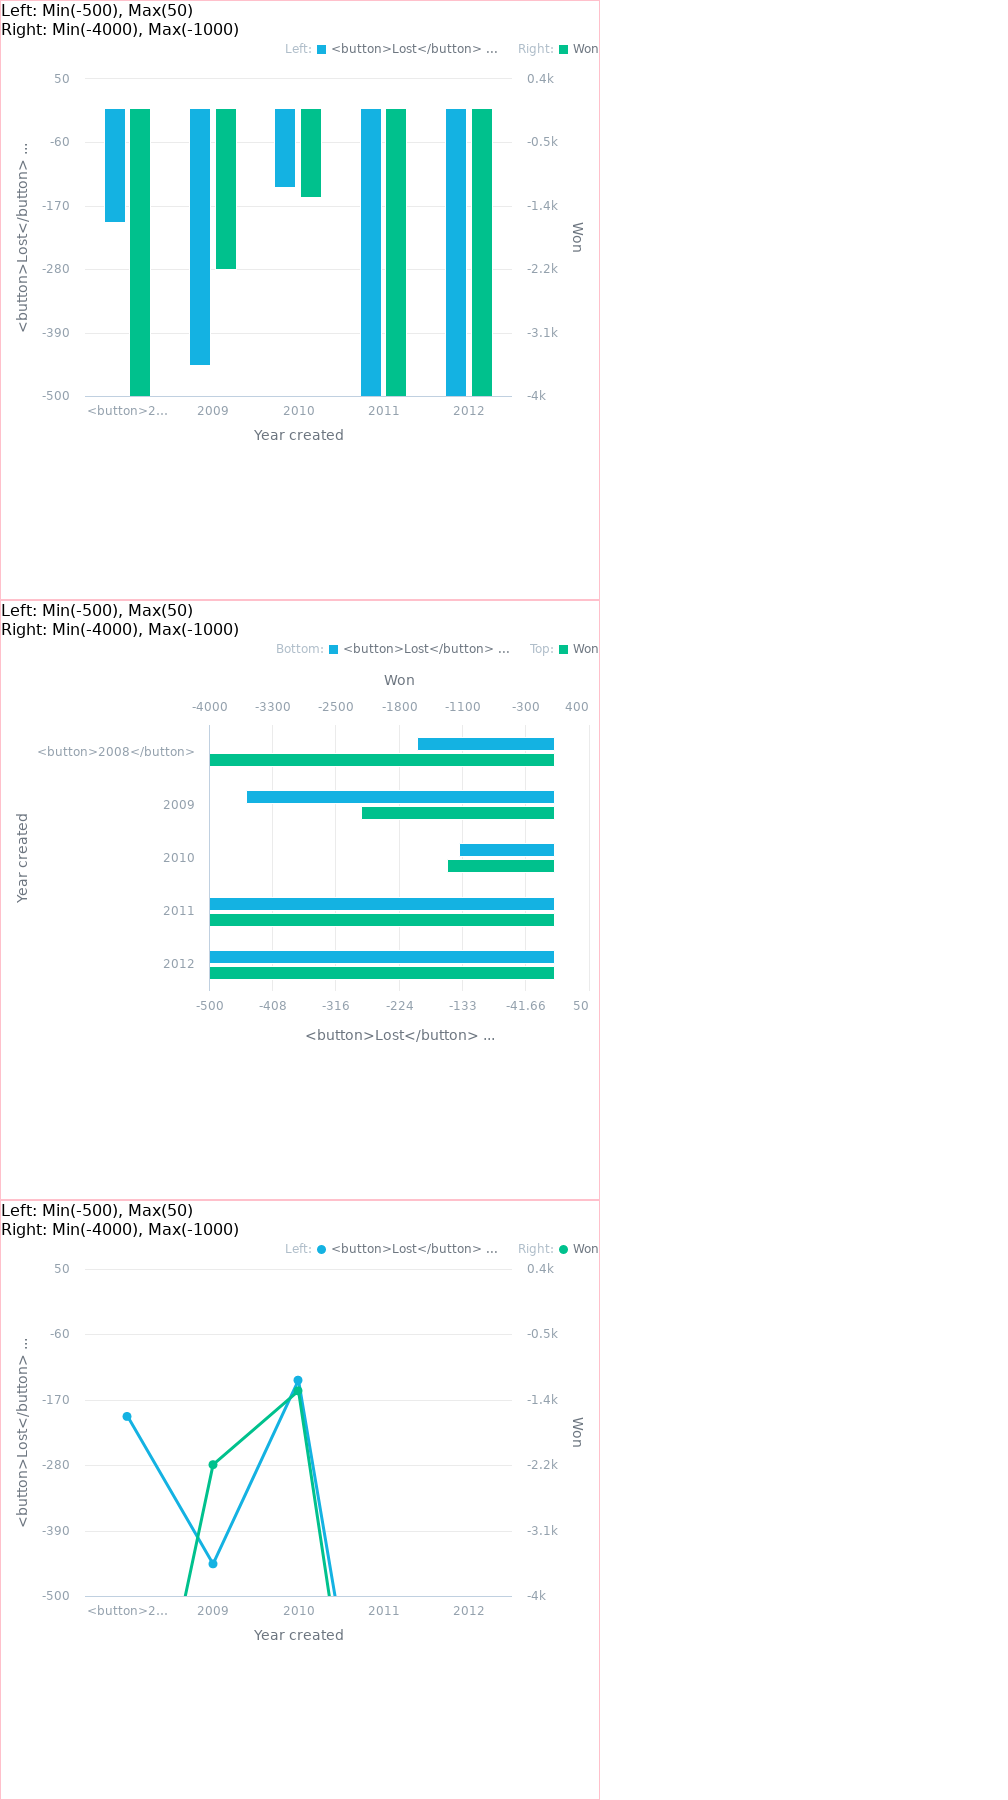 Left: Min(-500), Max(50)
Right: Min(-4000), Max(-1000)
Left: <button>Lost</button> ... Right: Won
50 0.4k
-60 -0.5k
-170 -1.4k
-280 -2.2k
-390 -3.1k
-500 -4k
<button>Lost</button> ...
Won
<button>2... 2009 2010 2011 2012
Year created
Left: Min(-500), Max(50)
Right: Min(-4000), Max(-1000)
Bottom: <button>Lost</button> ... Top: Won
Won
-4000 -3300 -2500 -1800 -1100 -300 400
<button>2008</button>
2009
2010
2011
2012
Year created
-500 -408 -316 -224 -133 -41.66 50
<button>Lost</button> ...
Left: Min(-500), Max(50)
Right: Min(-4000), Max(-1000)
Left: <button>Lost</button> ... Right: Won
50 0.4k
-60 -0.5k
-170 -1.4k
-280 -2.2k
-390 -3.1k
-500 -4k
<button>Lost</button> ...
Won
<button>2... 2009 2010 2011 2012
Year created